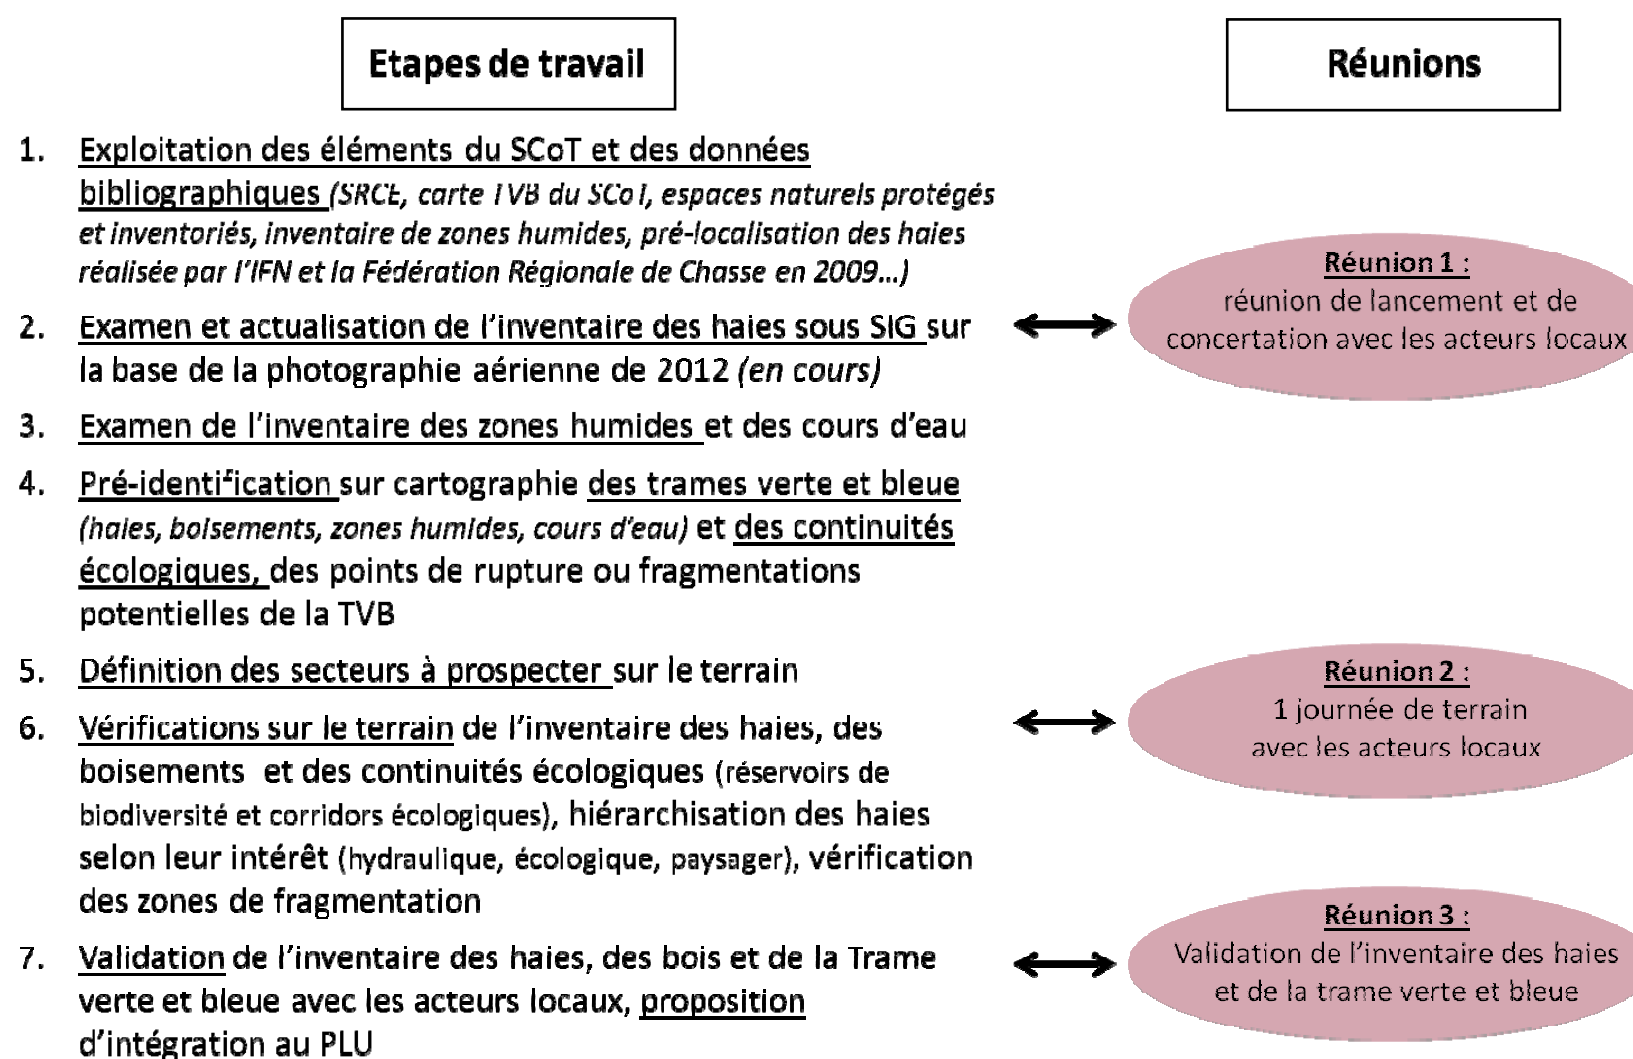 Etapes de travail
Réunions
1. Exploitation des éléments du SCoT et des données
bibliographiques (SRCE, carte TVB du SCoT, espaces naturels protégés
et inventoriés, inventaire de zones humides, pré-localisation des haies
réalisée par l'IFN et la Fédération Régionale de Chasse en 2009...)
2. Examen et actualisation de l'inventaire des haies sous SIG sur
la base de la photographie aérienne de 2012 (en cours)
3. Examen de l'inventaire des zones humides et des cours d'eau
4. Pré-identification sur cartographie des trames verte et bleue
(haies, boisements, zones humides, cours d'eau) et des continuités
écologiques, des points de rupture ou fragmentations
potentielles de la TVB
5. Définition des secteurs à prospecter sur le terrain
6. Vérifications sur le terrain de l'inventaire des haies, des
boisements et des continuités écologiques (réservoirs de
biodiversité et corridors écologiques), hiérarchisation des haies
selon leur intérêt (hydraulique, écologique, paysager), vérification
des zones de fragmentation
7. Validation de l'inventaire des haies, des bois et de la Trame
verte et bleue avec les acteurs locaux, proposition
d'intégration au PLU
Réunion 1 :
réunion de lancement et de
concertation avec les acteurs locaux
Réunion 2 :
1 journée de terrain
avec les acteurs locaux
Réunion 3 :
Validation de l'inventaire des haies
et de la trame verte et bleue